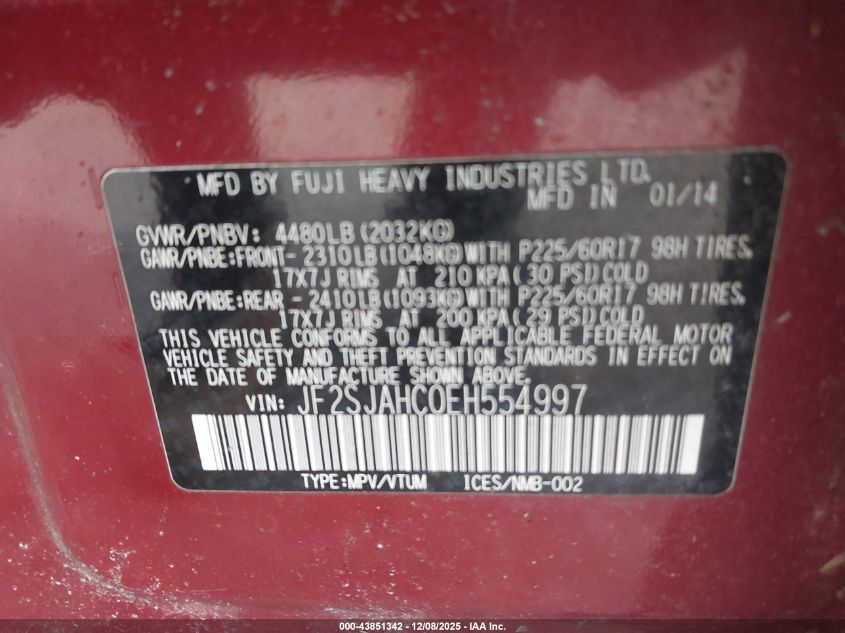 MFD BY FUJI HEAVY INDUSTRIES LTD.
MFD IN 01/14
GVWR/PNBV: 4480LB(2032KG)
GAWR/PNBE:FRONT-2310LB(1048KG)WITH P225/60R17 98H TIRES,
17X7J RIMS AT 210KPA(30 PSI)COLD
GAWR/PNBE:REAR -2410LB(1093KG)WITH P225/60R17 98H TIRES,
17X7J RIMS AT 200KPA(29 PSI)COLD
THIS VEHICLE CONFORMS TO ALL APPLICABLE FEDERAL MOTOR
VEHICLE SAFETY AND THEFT PREVENTION STANDARDS IN EFFECT ON
THE DATE OF MANUFACTURE SHOWN ABOVE.
VIN: JF2SJAHC0EH554997
TYPE:MPV/VTUM ICES/NMB-002
000-43851342 - 12/08/2025 - IAA Inc.